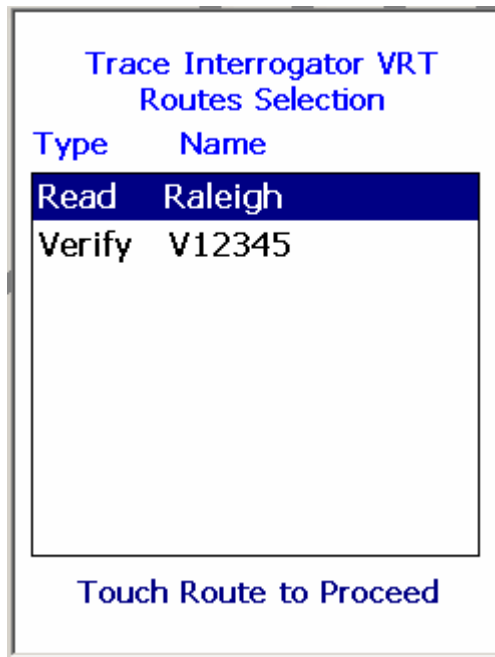 Trace Interrogator VRT
Routes Selection
Type Name
Read Raleigh
Verify V12345
Touch Route to Proceed